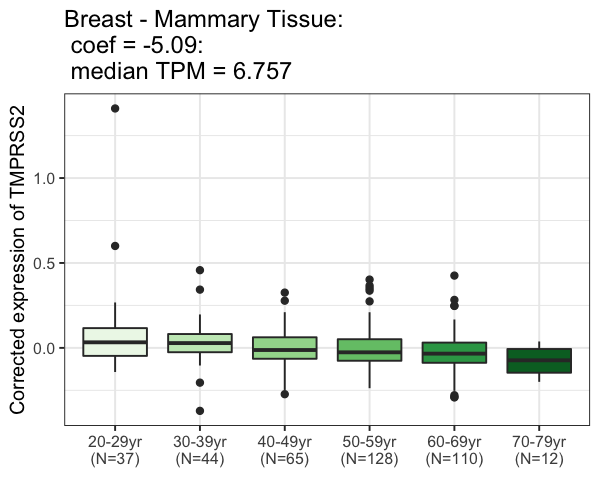 Breast - Mammary Tissue:
coef = -5.09:
median TPM = 6.757
Corrected expression of TMPRSS2
1.0
0.5
0.0
20-29yr 30-39yr 40-49yr 50-59yr 60-69yr 70-79yr
(N=37) (N=44) (N=65) (N=128) (N=110) (N=12)